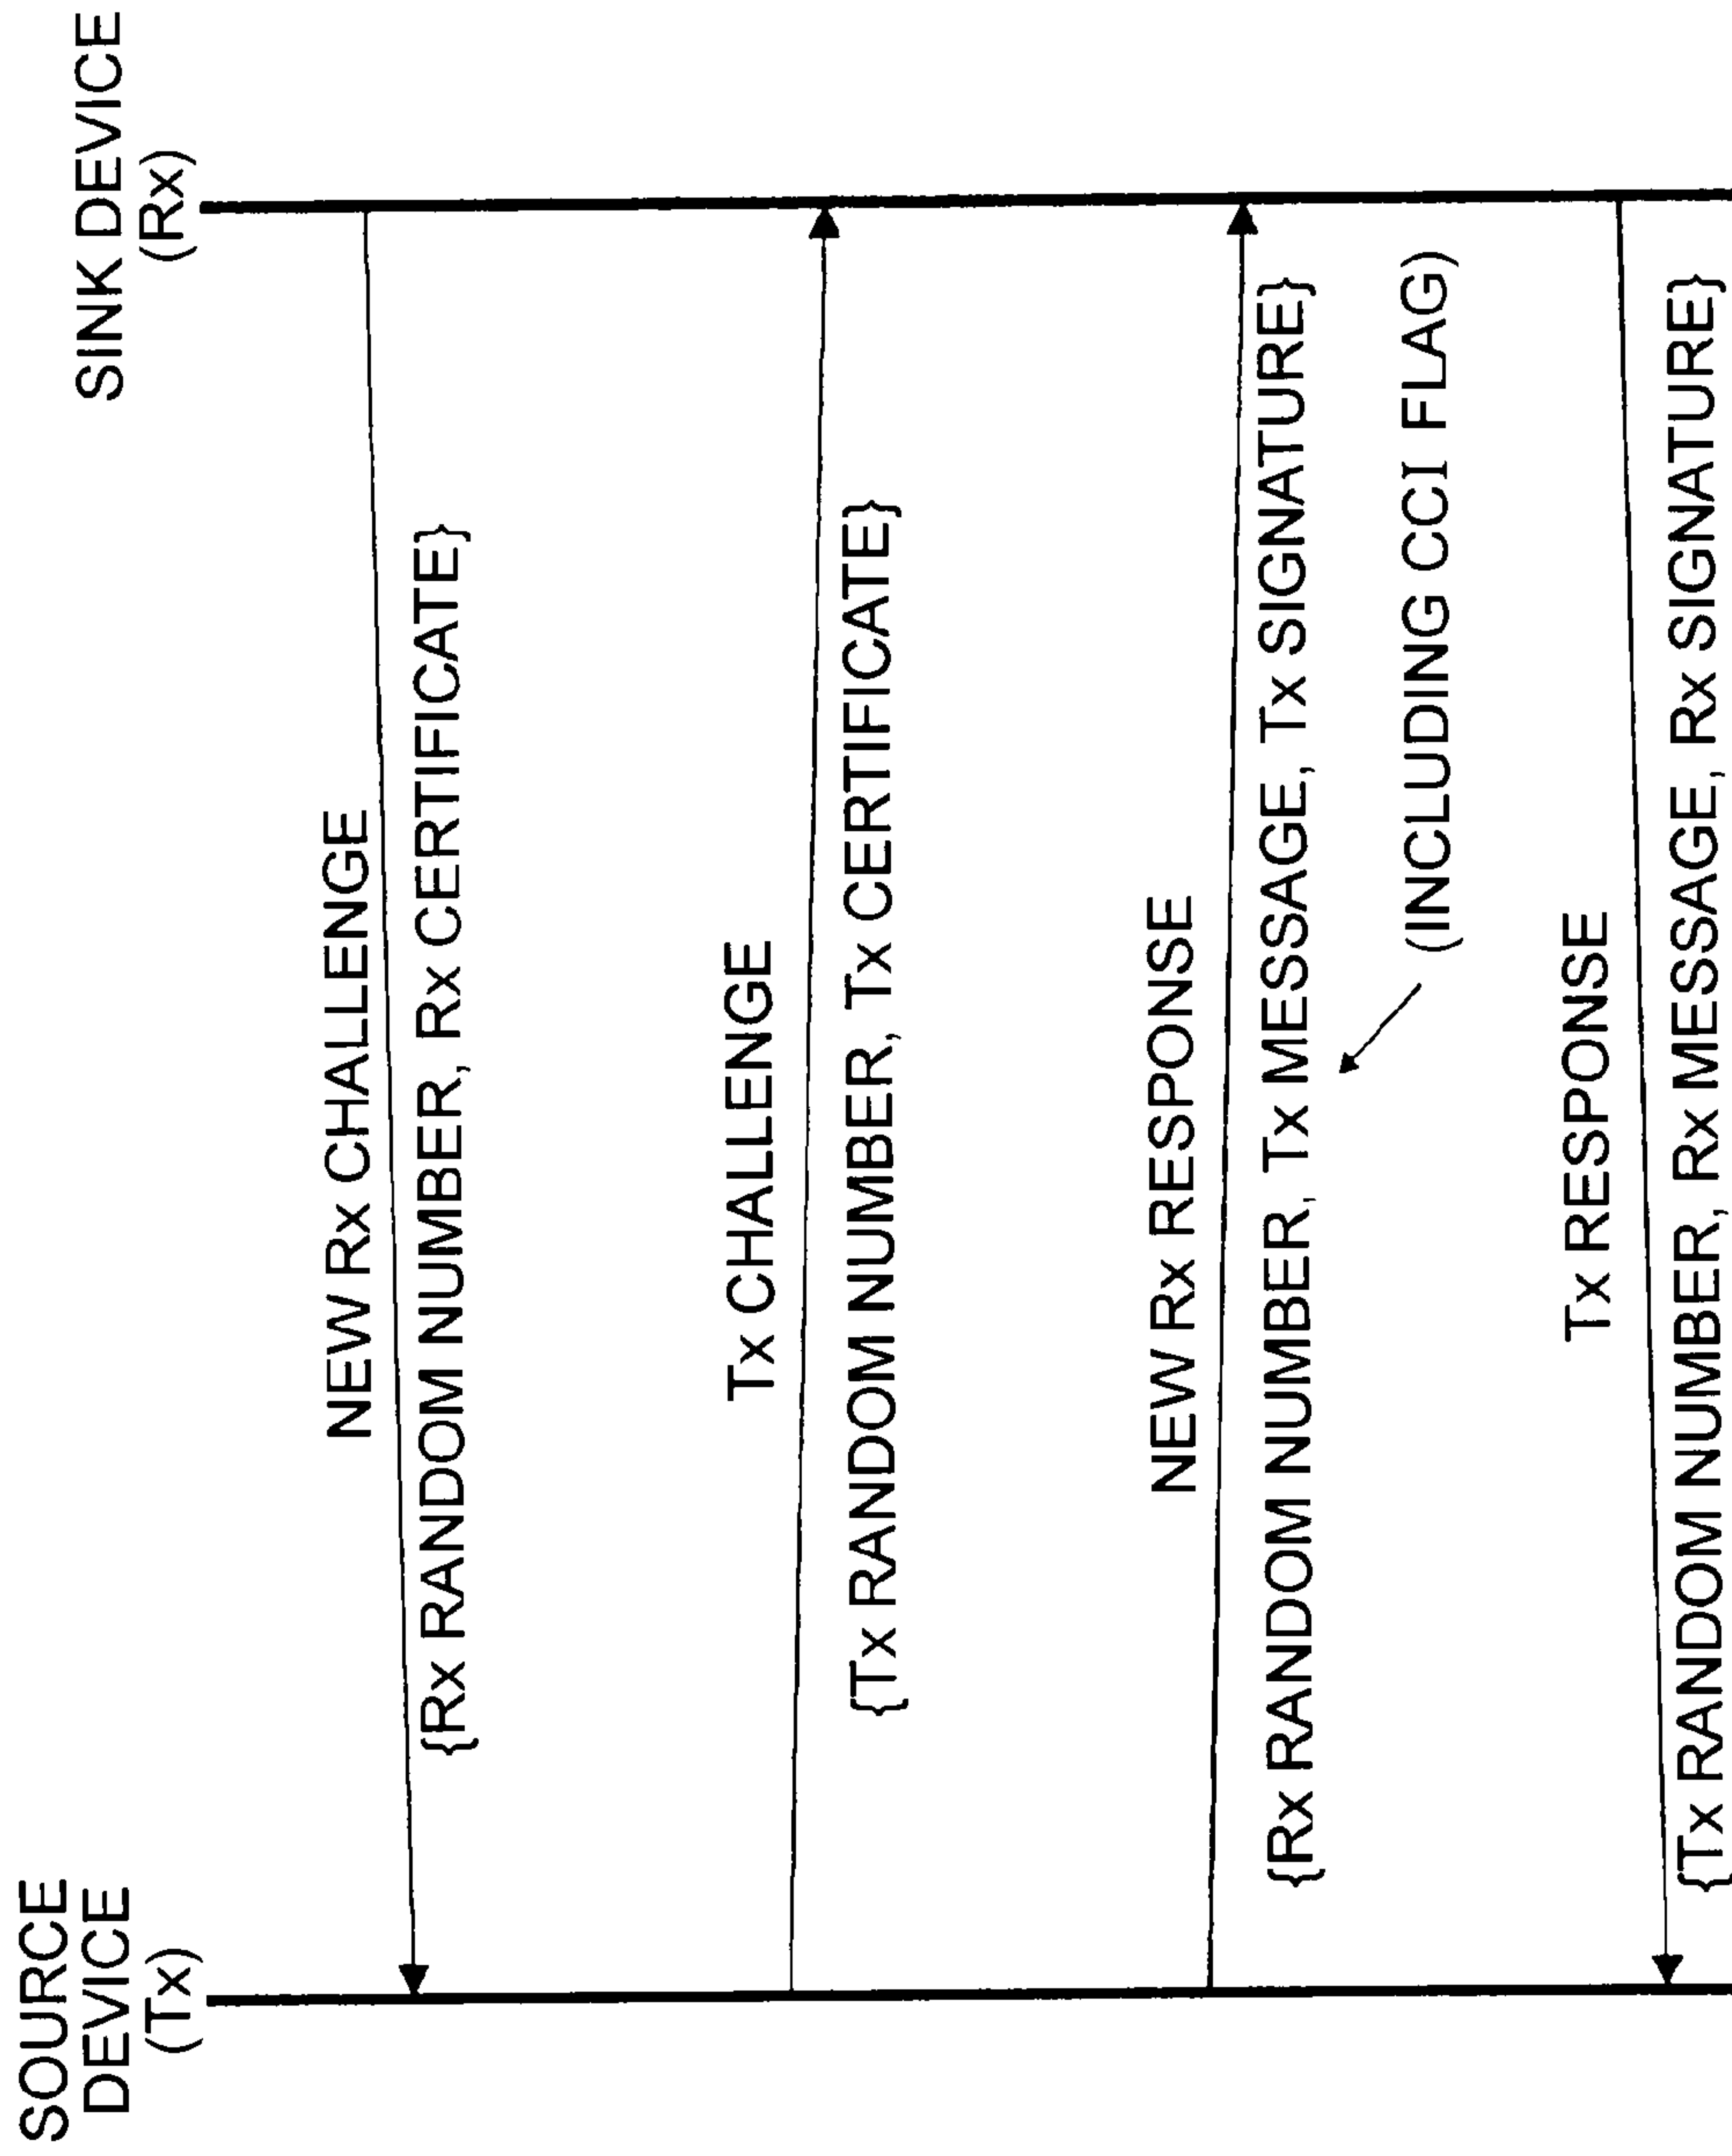 SOURCE
DEVICE
(Tx)
SINK DEVICE
(Rx)
NEW Rx CHALLENGE
{Rx RANDOM NUMBER, Rx CERTIFICATE}
Tx CHALLENGE
{Tx RANDOM NUMBER, Tx CERTIFICATE}
NEW Rx RESPONSE
{Rx RANDOM NUMBER, Tx MESSAGE, Tx SIGNATURE}
(INCLUDING CCI FLAG)
Tx RESPONSE
{Tx RANDOM NUMBER, Rx MESSAGE, Rx SIGNATURE}